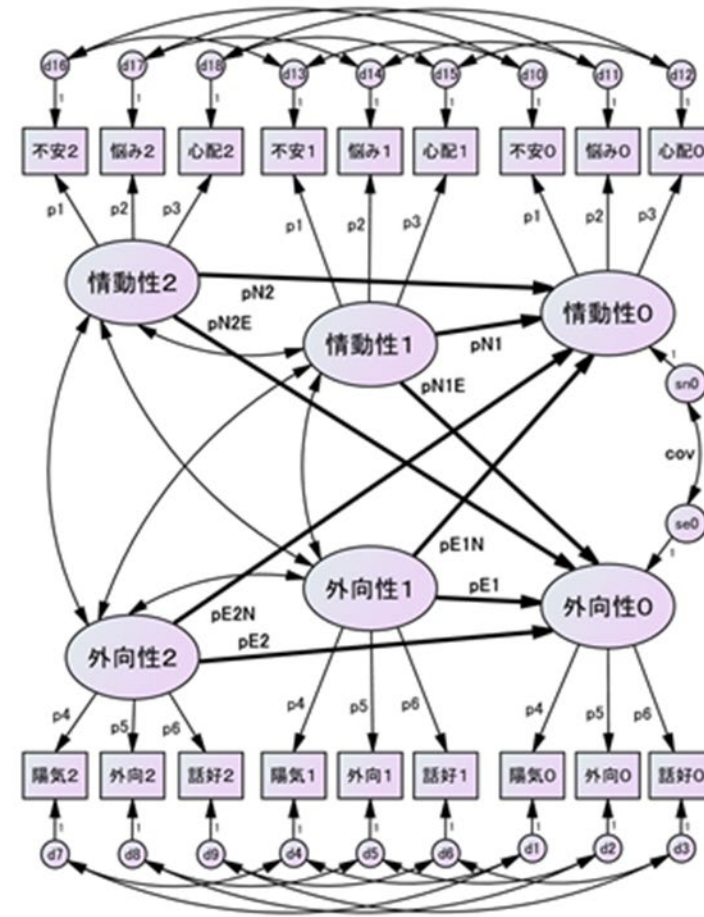 d16 d17 d18 d13 d14 d15 d10 d11 d12
1 1 1 1 1 1 1 1 1
不安2 悩み2 心配2 不安1 悩み1 心配1 不安0 悩み0 心配0
p1 p2 p3 p1 p2 p3 p1 p2 p3
情動性2 情動性1 情動性0
pN2
pN2E
pN1
pN1E
1
sn0
cov
se0
1
pE1N
外向性2 外向性1 外向性0
pE1
pE2N
pE2
p4 p5 p6 p4 p5 p6 p4 p5 p6
陽気2 外向2 話好2 陽気1 外向1 話好1 陽気0 外向0 話好0
1 1 1 1 1 1 1 1 1
d7 d8 d9 d4 d5 d6 d1 d2 d3